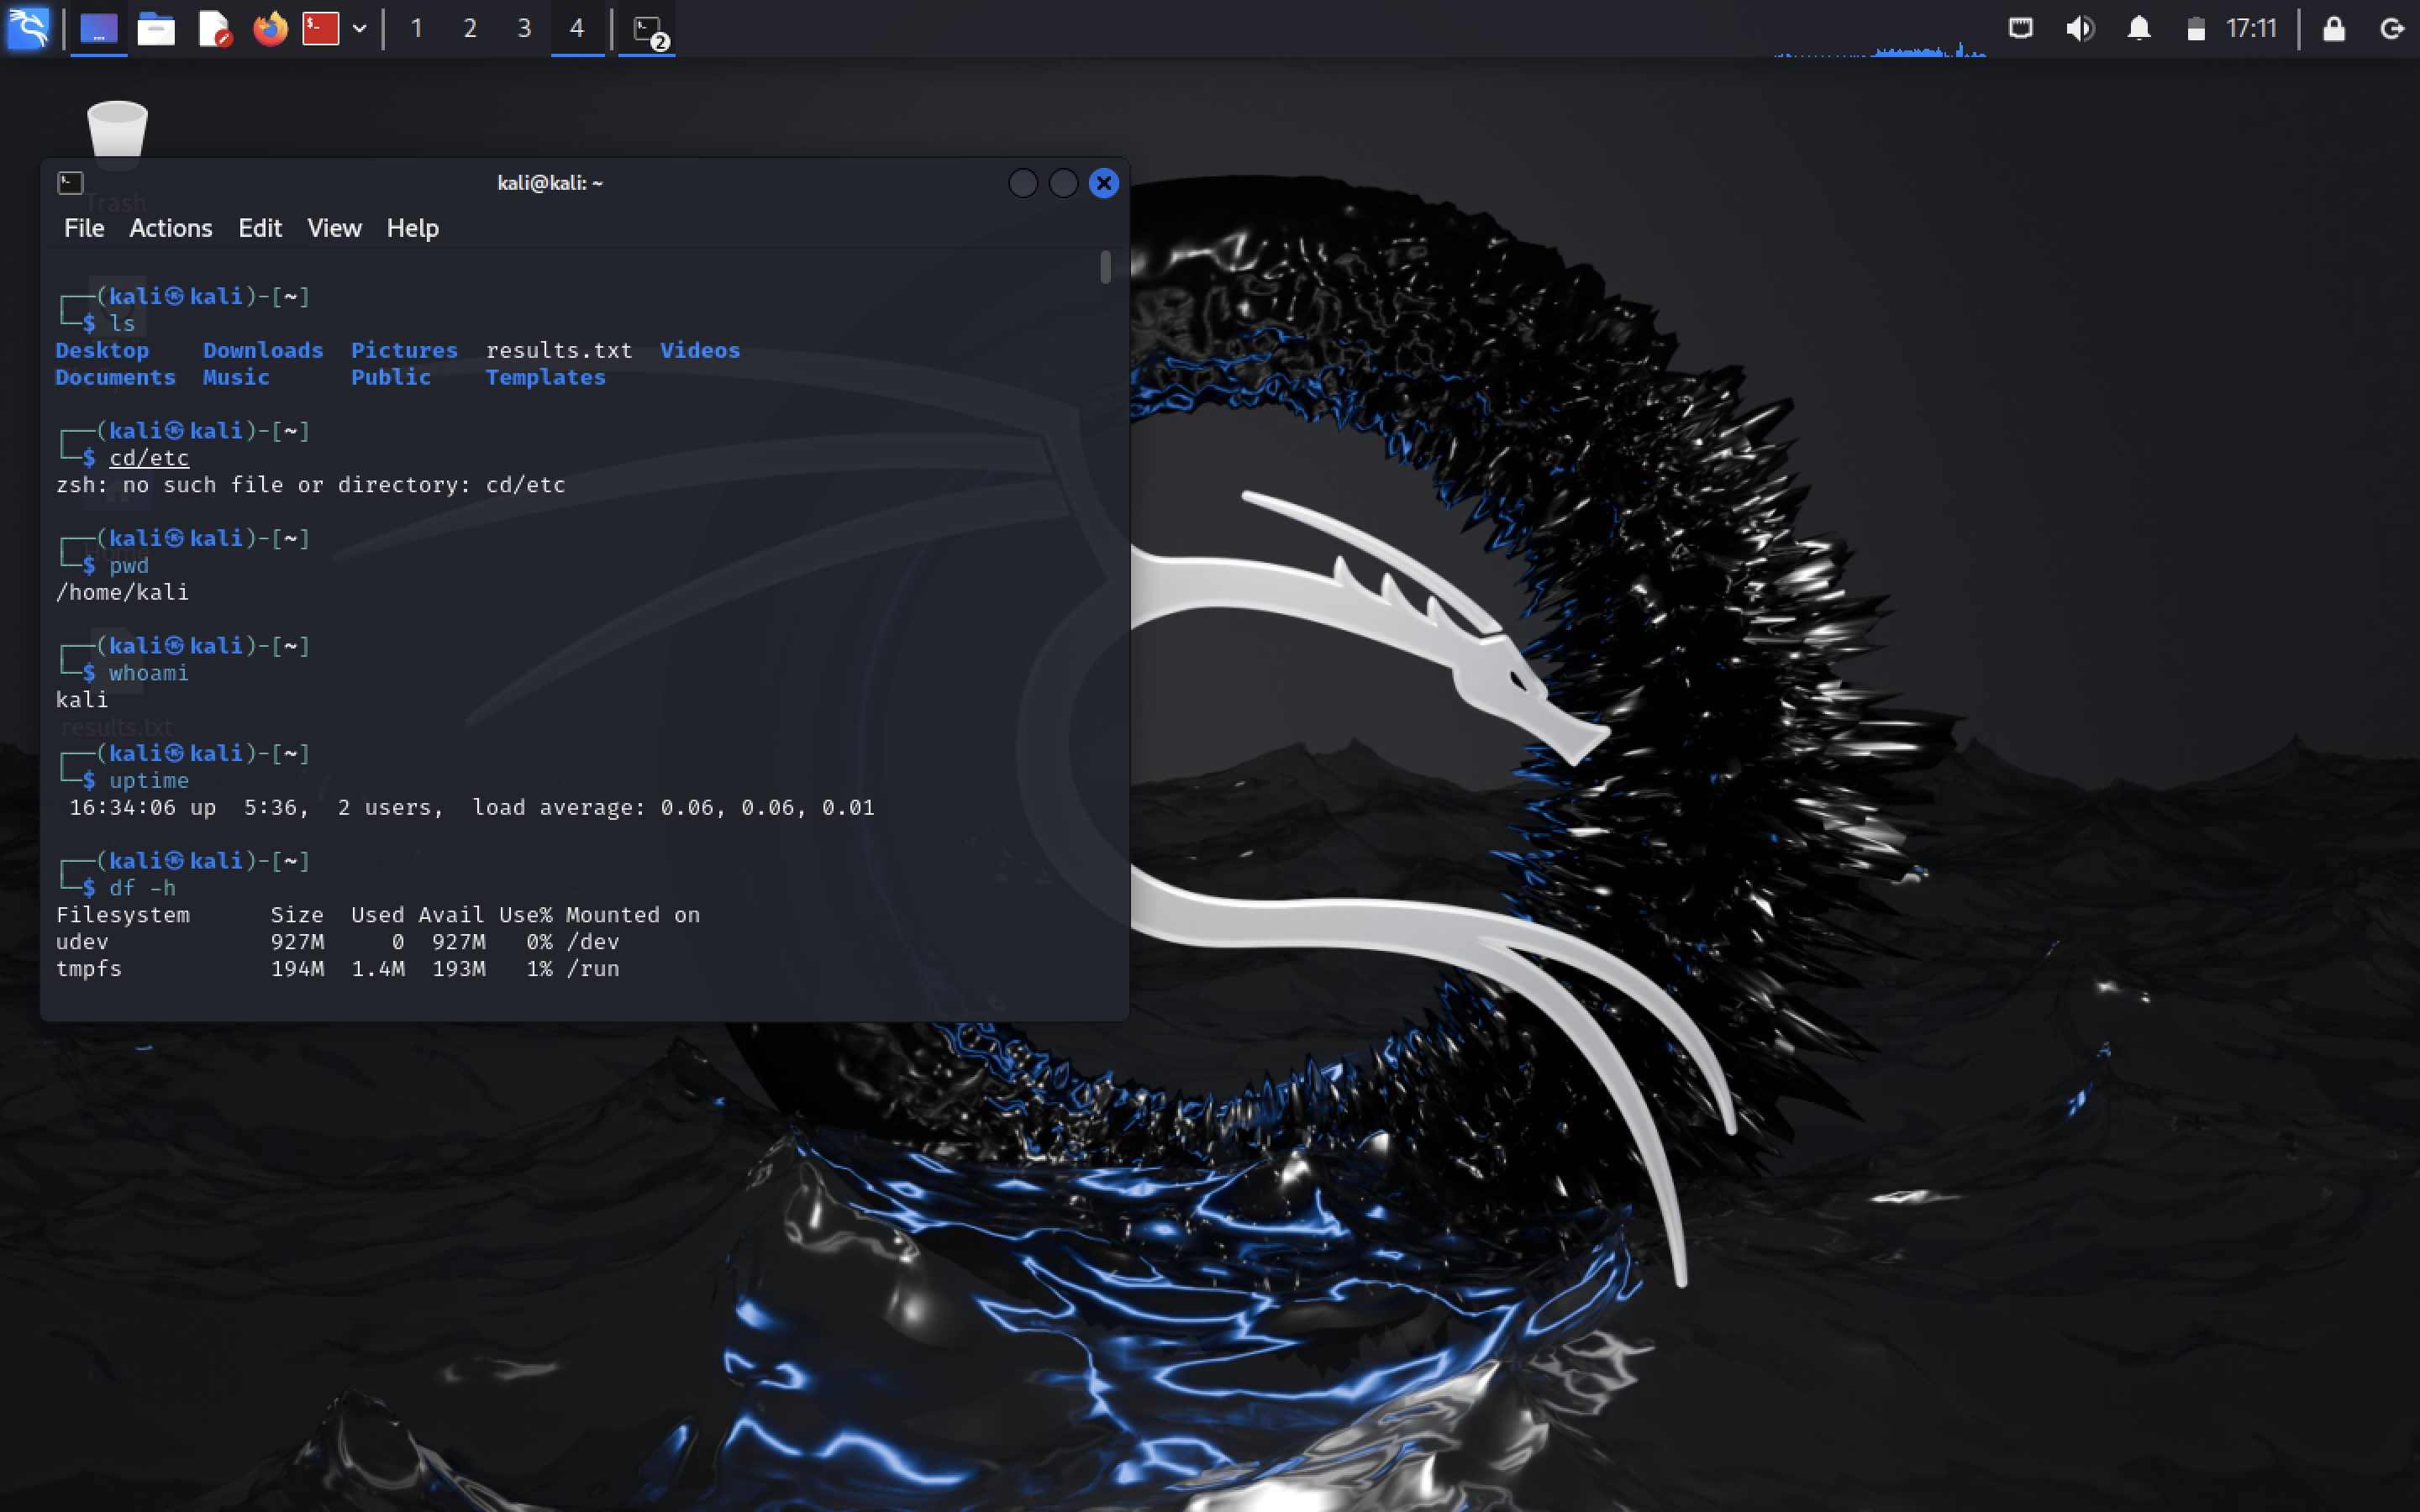 1 2 3 4 2 17:11
Trash
kali@kali: ~
File Actions Edit View Help
┌──(kali㉿kali)-[~]
└─$ ls
Desktop Downloads Pictures results.txt Videos
Documents Music Public Templates
┌──(kali㉿kali)-[~]
└─$ cd/etc
zsh: no such file or directory: cd/etc
┌──(kali㉿kali)-[~]
└─$ pwd
/home/kali
Home
┌──(kali㉿kali)-[~]
└─$ whoami
kali
results.txt
┌──(kali㉿kali)-[~]
└─$ uptime
16:34:06 up 5:36, 2 users, load average: 0.06, 0.06, 0.01
┌──(kali㉿kali)-[~]
└─$ df -h
Filesystem Size Used Avail Use% Mounted on
udev 927M 0 927M 0% /dev
tmpfs 194M 1.4M 193M 1% /run